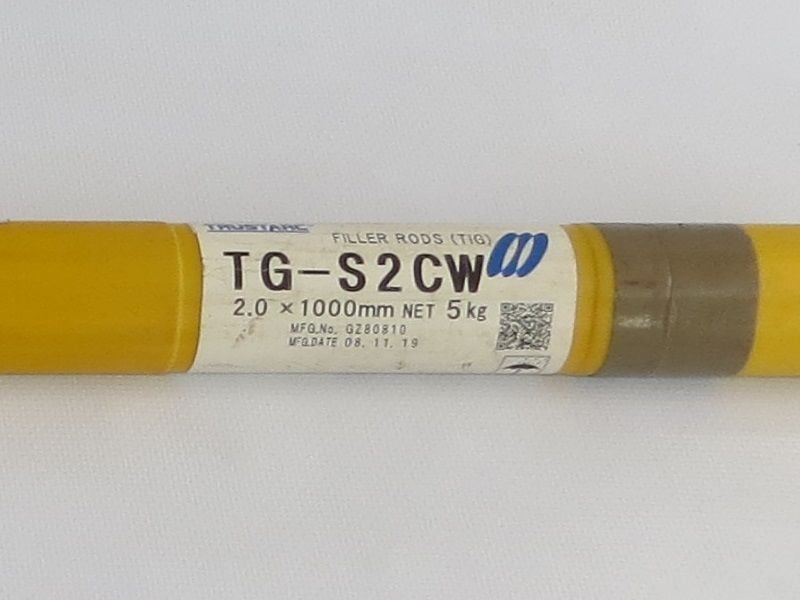 TRUSTARC
FILLER RODS (TIG)
TG-S2CW
2.0 × 1000mm NET 5kg
MFG.No. GZ80810
MFG.DATE 08.11.19